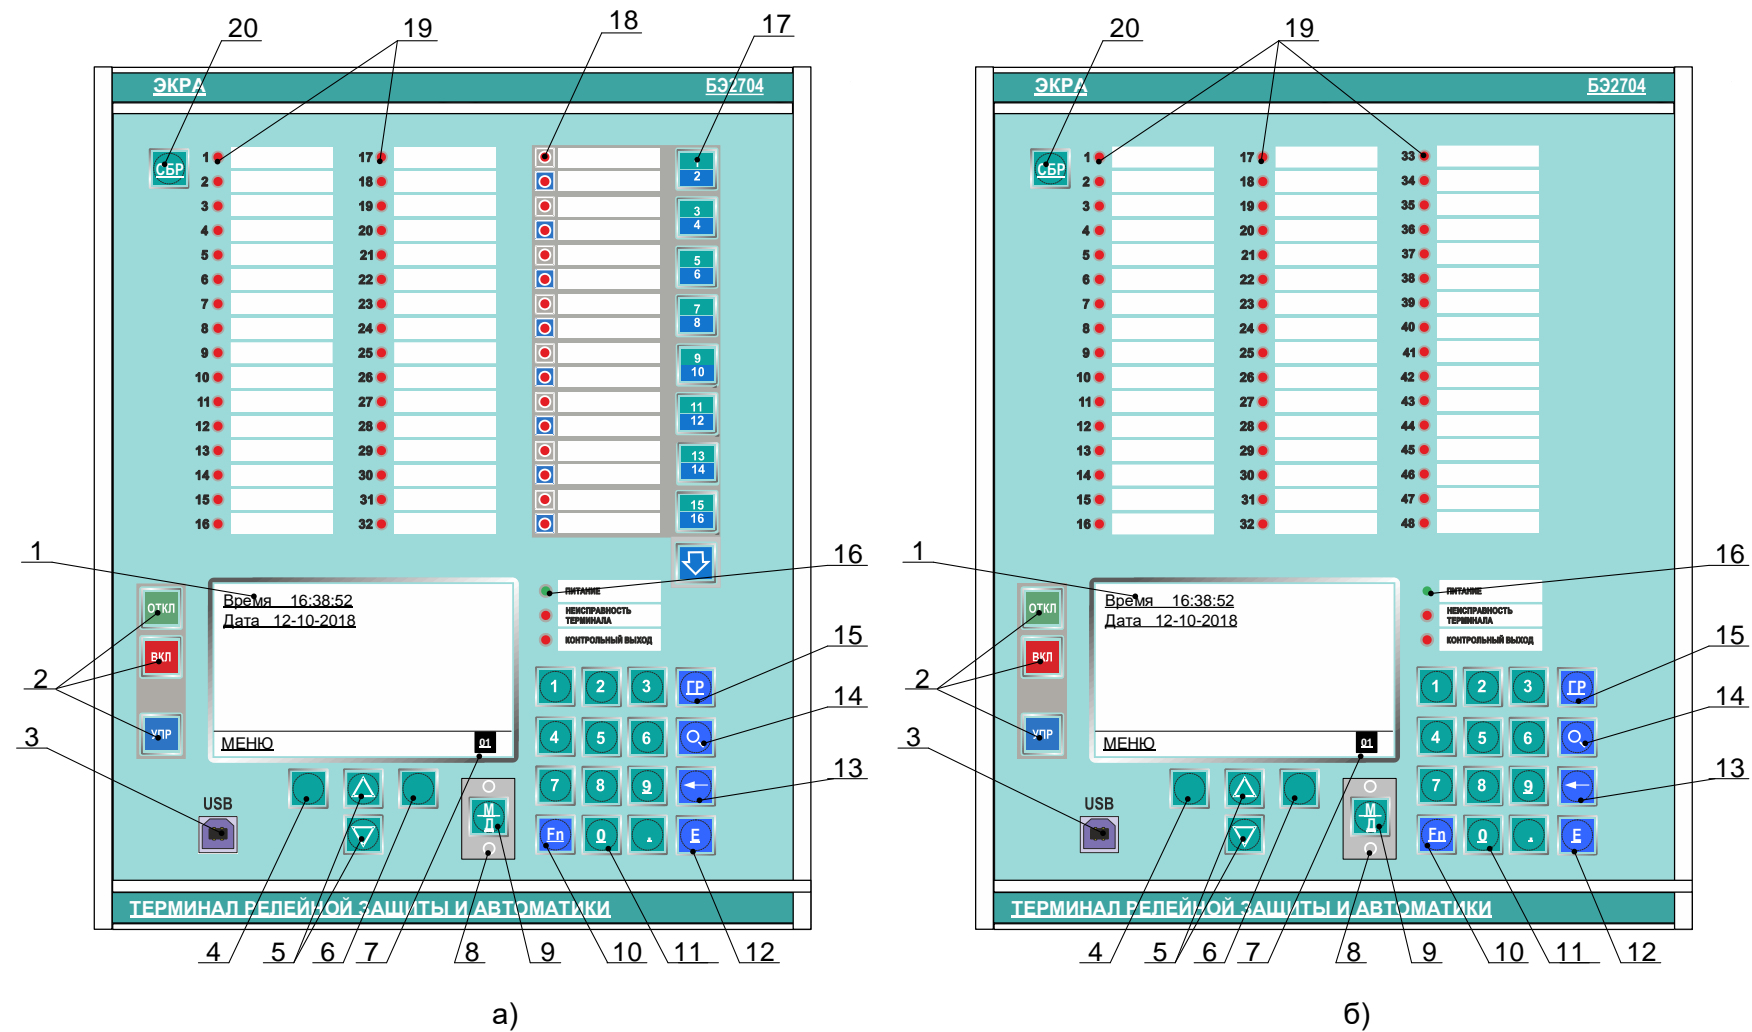 20 19 18 17
ЭКРА БЭ2704
СБР
1 17 1
2 18 2
3 19 3
4 20 4
5 21 5
6 22 6
7 23 7
8 24 8
9 25 9
10 26 10
11 27 11
12 28 12
13 29 13
14 30 14
15 31 15
16 32 16
1
16
ПИТАНИЕ
НЕИСПРАВНОСТЬ
ТЕРМИНАЛА
КОНТРОЛЬНЫЙ ВЫХОД
ОТКЛ
ВКЛ
УПР
Время 16:38:52
Дата 12-10-2018
МЕНЮ 01
2
3
15
14
13
1 2 3 ГР
4 5 6
7 8 9
Fn 0 . E
USB
М
Д
ТЕРМИНАЛ РЕЛЕЙНОЙ ЗАЩИТЫ И АВТОМАТИКИ
4 5 6 7 8 9 10 11 12
а)
20 19
ЭКРА БЭ2704
СБР
1 17 33
2 18 34
3 19 35
4 20 36
5 21 37
6 22 38
7 23 39
8 24 40
9 25 41
10 26 42
11 27 43
12 28 44
13 29 45
14 30 46
15 31 47
16 32 48
1
16
ПИТАНИЕ
НЕИСПРАВНОСТЬ
ТЕРМИНАЛА
КОНТРОЛЬНЫЙ ВЫХОД
ОТКЛ
ВКЛ
УПР
Время 16:38:52
Дата 12-10-2018
МЕНЮ 01
2
3
15
14
13
1 2 3 ГР
4 5 6
7 8 9
Fn 0 . E
USB
М
Д
ТЕРМИНАЛ РЕЛЕЙНОЙ ЗАЩИТЫ И АВТОМАТИКИ
4 5 6 7 8 9 10 11 12
б)